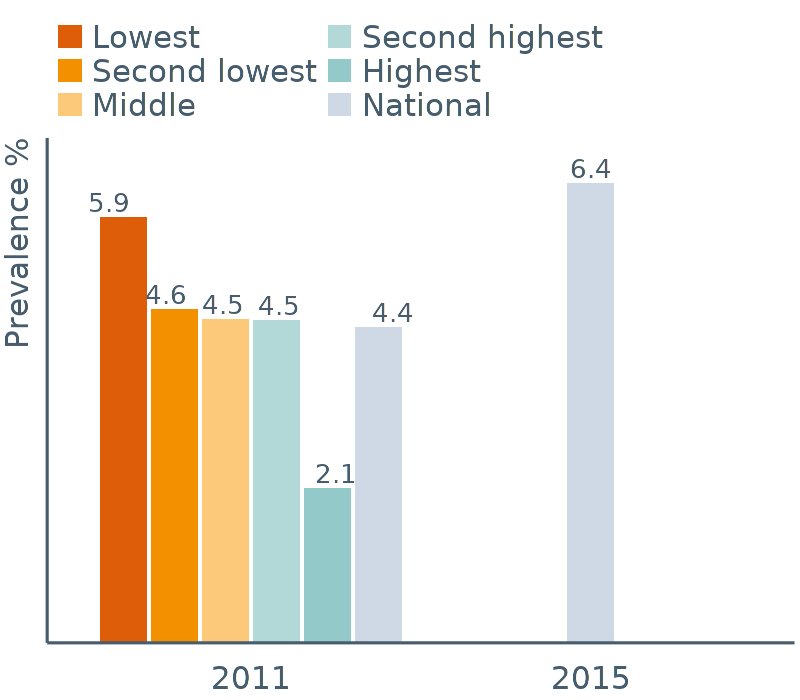 Lowest
Second lowest
Middle
Second highest
Highest
National
Prevalence %
5.9
4.6
4.5
4.5
2.1
4.4
6.4
2011
2015